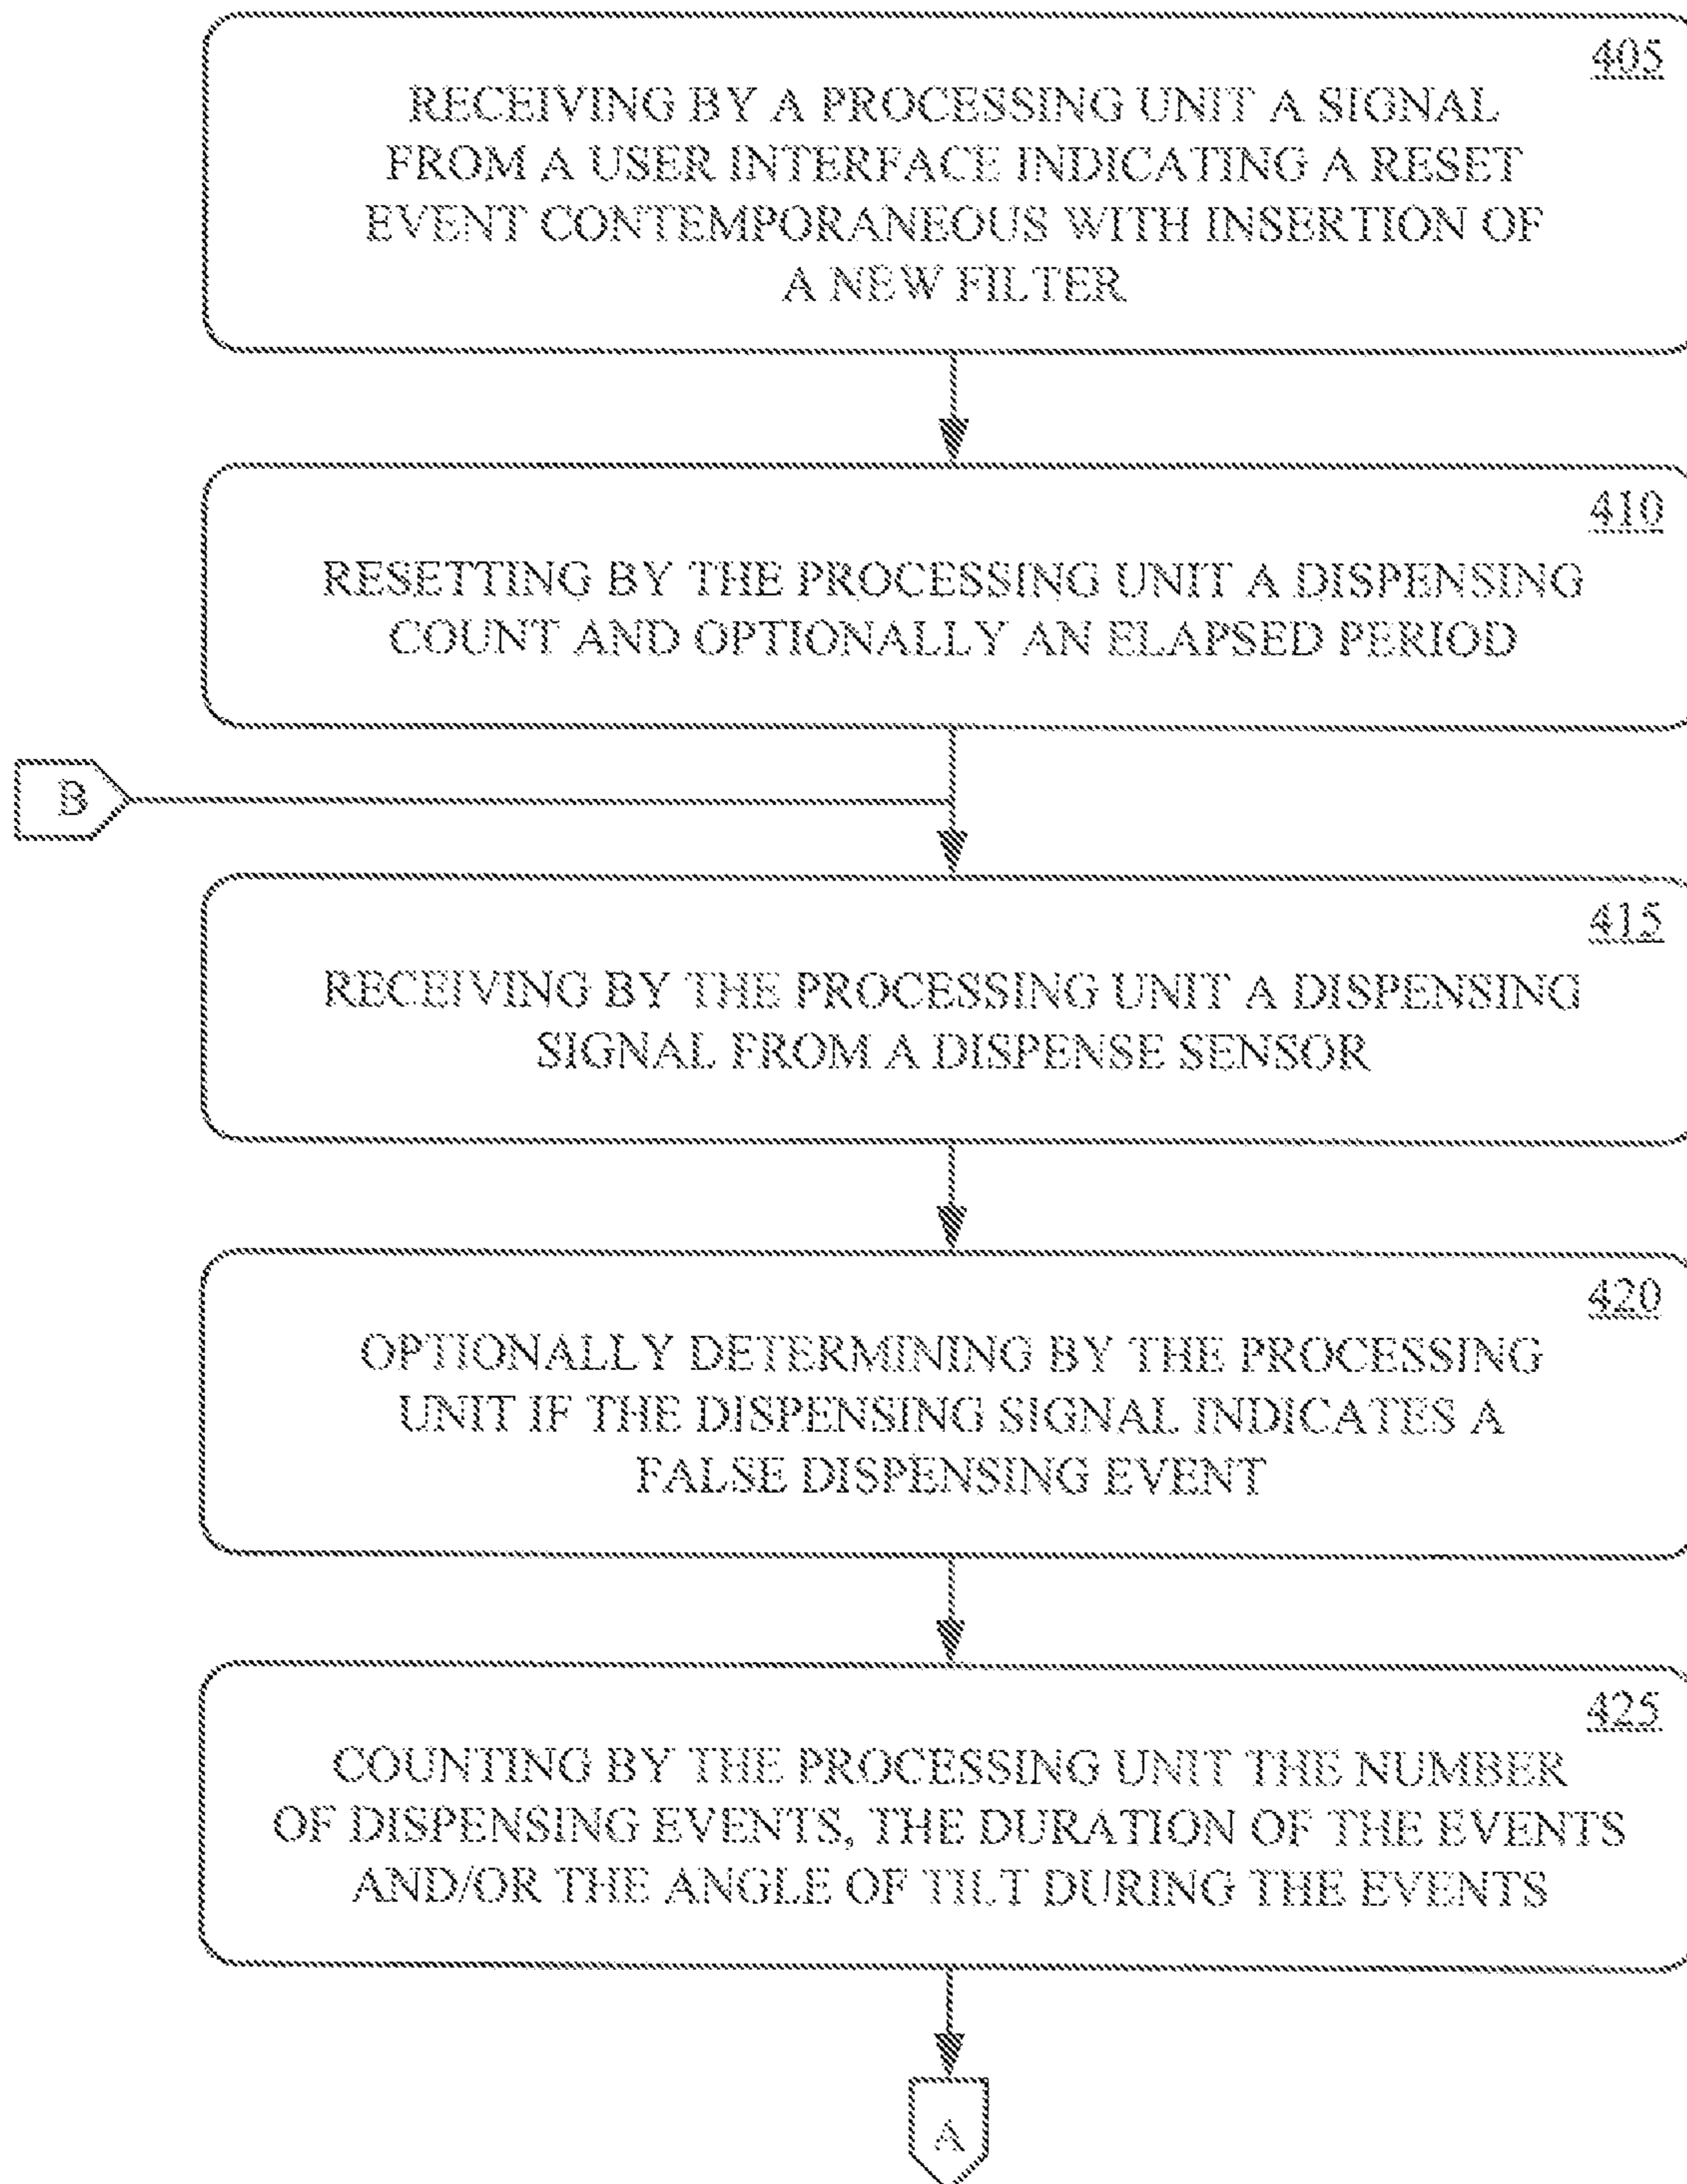 405
RECEIVING BY A PROCESSING UNIT A SIGNAL
FROM A USER INTERFACE INDICATING A RESET
EVENT CONTEMPORANEOUS WITH INSERTION OF
A NEW FILTER
410
RESETTING BY THE PROCESSING UNIT A DISPENSING
COUNT AND OPTIONALLY AN ELAPSED PERIOD
B
415
RECEIVING BY THE PROCESSING UNIT A DISPENSING
SIGNAL FROM A DISPENSE SENSOR
420
OPTIONALLY DETERMINING BY THE PROCESSING
UNIT IF THE DISPENSING SIGNAL INDICATES A
FALSE DISPENSING EVENT
425
COUNTING BY THE PROCESSING UNIT THE NUMBER
OF DISPENSING EVENTS, THE DURATION OF THE EVENTS
AND/OR THE ANGLE OF TILT DURING THE EVENTS
A